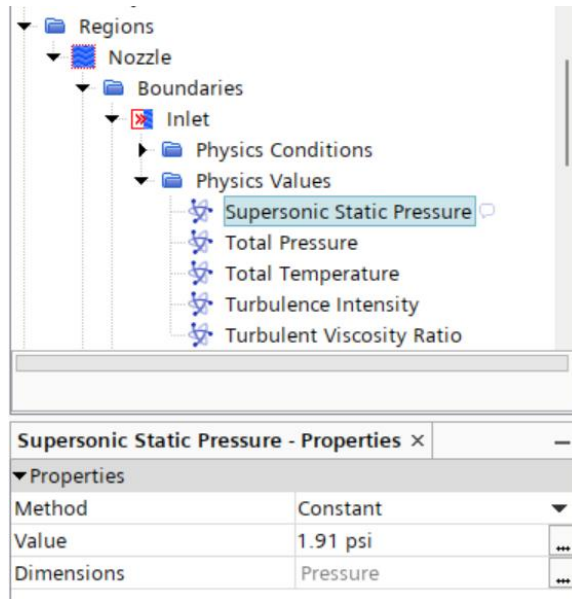 Regions
Nozzle
Boundaries
Inlet
Physics Conditions
Physics Values
Supersonic Static Pressure
Total Pressure
Total Temperature
Turbulence Intensity
Turbulent Viscosity Ratio
Supersonic Static Pressure - Properties ×
Properties
Method Constant
Value 1.91 psi ...
Dimensions Pressure ...